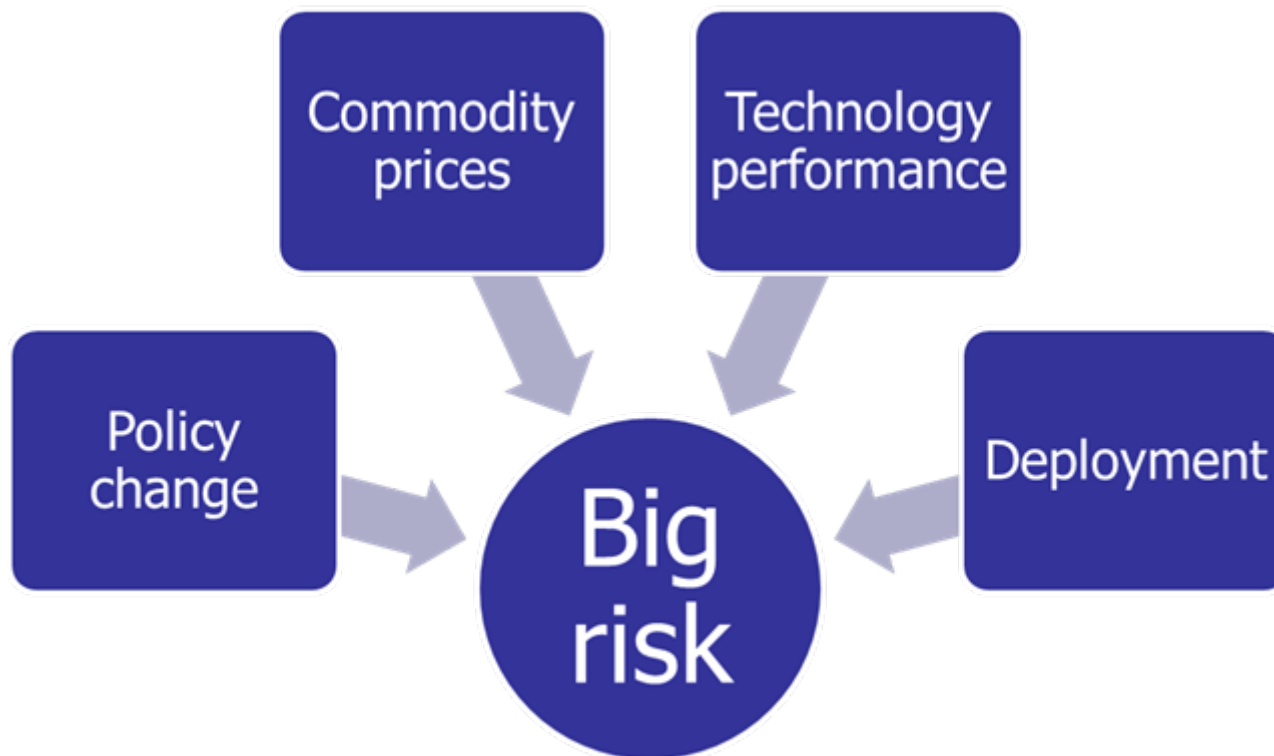 Commodity
prices
Technology
performance
Policy
change
Deployment
Big
risk